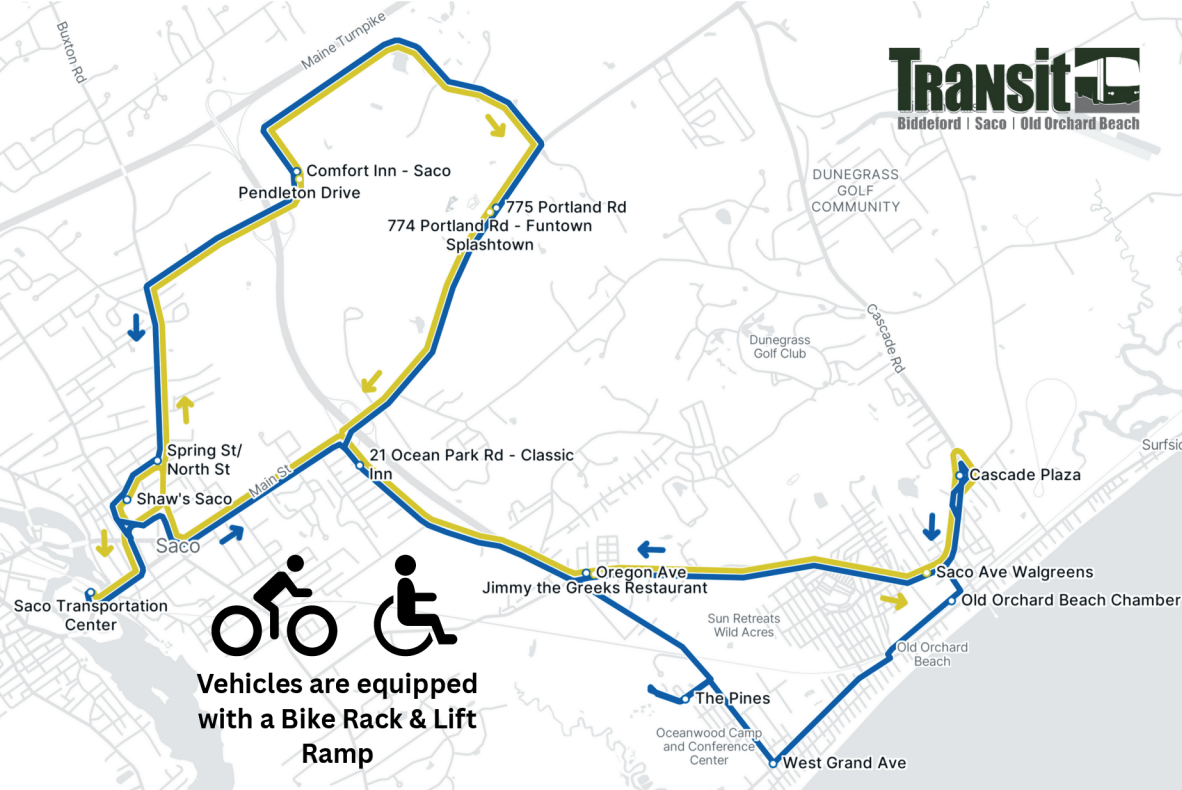 Buxton Rd
Maine Turnpike
Transit
Biddeford | Saco | Old Orchard Beach
Comfort Inn - Saco
Pendleton Drive
DUNEGRASS
GOLF
COMMUNITY
775 Portland Rd
774 Portland Rd - Funtown
Splashtown
Cascade Rd
Dunegrass
Golf Club
Spring St/
North St
Shaw's Saco
Main St
21 Ocean Park Rd - Classic
Inn
Surfsid
Cascade Plaza
Saco
Oregon Ave
Jimmy the Greeks Restaurant
Saco Ave Walgreens
Old Orchard Beach Chamber
Saco Transportation
Center
Sun Retreats
Wild Acres
Old Orchard
Beach
Vehicles are equipped
with a Bike Rack & Lift
Ramp
The Pines
Oceanwood Camp
and Conference
Center
West Grand Ave